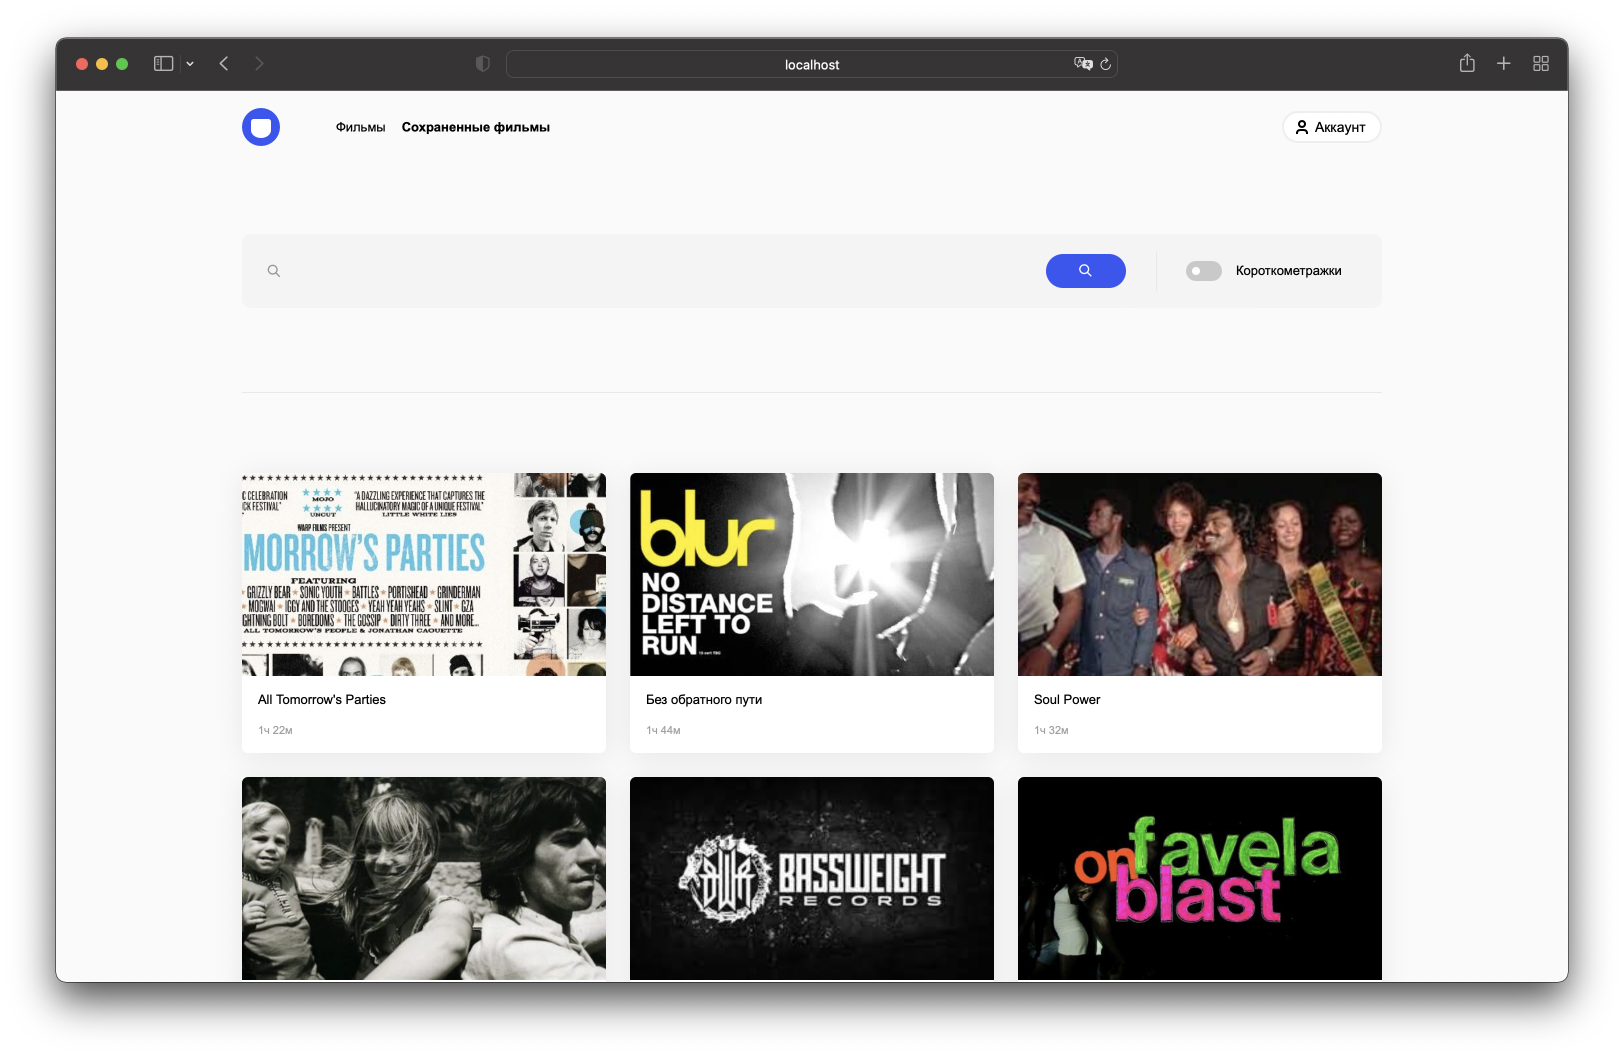 localhost
Фильмы Сохраненные фильмы
Аккаунт
Короткометражки
C CELEBRATION
CK FESTIVAL"
MOJO
UNCUT
"A DAZZLING EXPERIENCE THAT CAPTURES THE
HALLUCINATORY MAGIC OF A UNIQUE FESTIVAL"
LITTLE WHITE LIES
WARP FILMS PRESENT
MORROW'S PARTIES
FEATURING
GRIZZLY BEAR ★ SONIC YOUTH ★ BATTLES ★ PORTISHEAD ★ GRINDERMAN
MOGWAI ★ IGGY AND THE STOOGES ★ YEAH YEAH YEAHS ★ SLINT ★ GZA
GHTNING BOLT ★ BOREDOMS ★ THE GOSSIP ★ DIRTY THREE ★ AND MORE...
ALL TOMORROW'S PEOPLE & JONATHAN CAOUETTE
All Tomorrow's Parties
1ч 22м
blur
NO
DISTANCE
LEFT TO
RUN
Без обратного пути
1ч 44м
Soul Power
1ч 32м
BWR
BASSWEIGHT
RECORDS
favela
on
blast